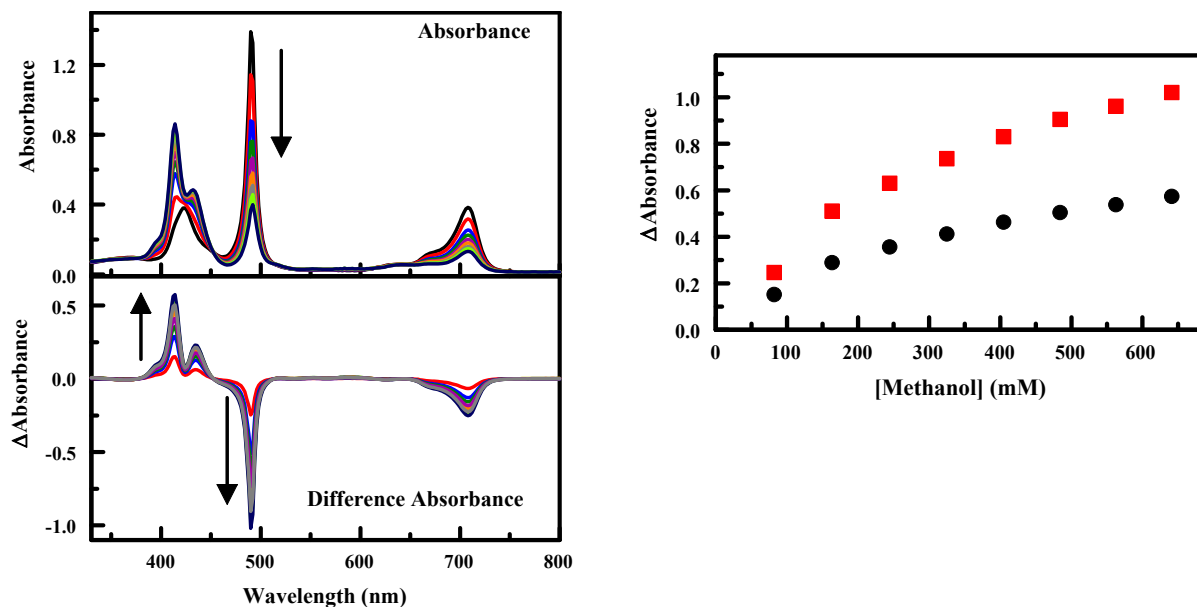 Absorbance
1.2
0.8
0.4
0.0
Absorbance
0.5
0.0
-0.5
-1.0
ΔAbsorbance
Difference Absorbance
400 500 600 700 800
Wavelength (nm)
1.0
0.8
0.6
0.4
0.2
0.0
ΔAbsorbance
0 100 200 300 400 500 600
[Methanol] (mM)